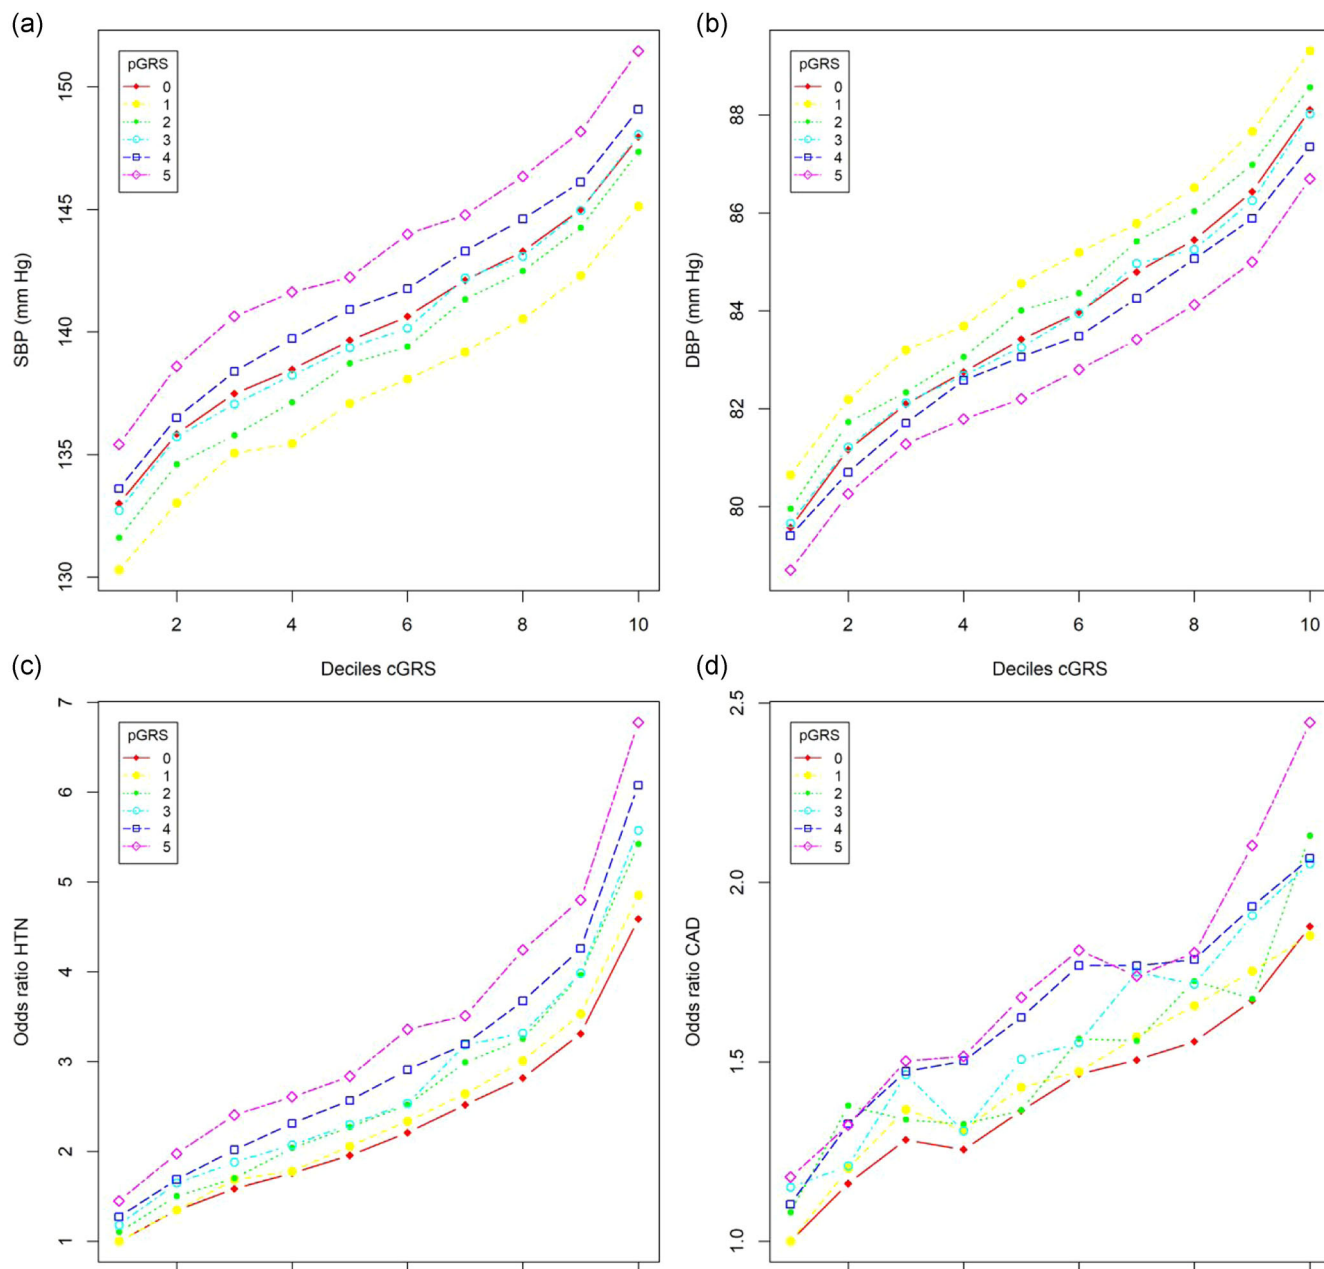 (a)
pGRS
0
1
2
3
4
5
SBP (mm Hg)
150
145
140
135
130
2 4 6 8 10
Deciles cGRS
(b)
pGRS
0
1
2
3
4
5
DBP (mm Hg)
88
86
84
82
80
2 4 6 8 10
Deciles cGRS
(c)
pGRS
0
1
2
3
4
5
Odds ratio HTN
7
6
5
4
3
2
1
(d)
pGRS
0
1
2
3
4
5
Odds ratio CAD
2.5
2.0
1.5
1.0